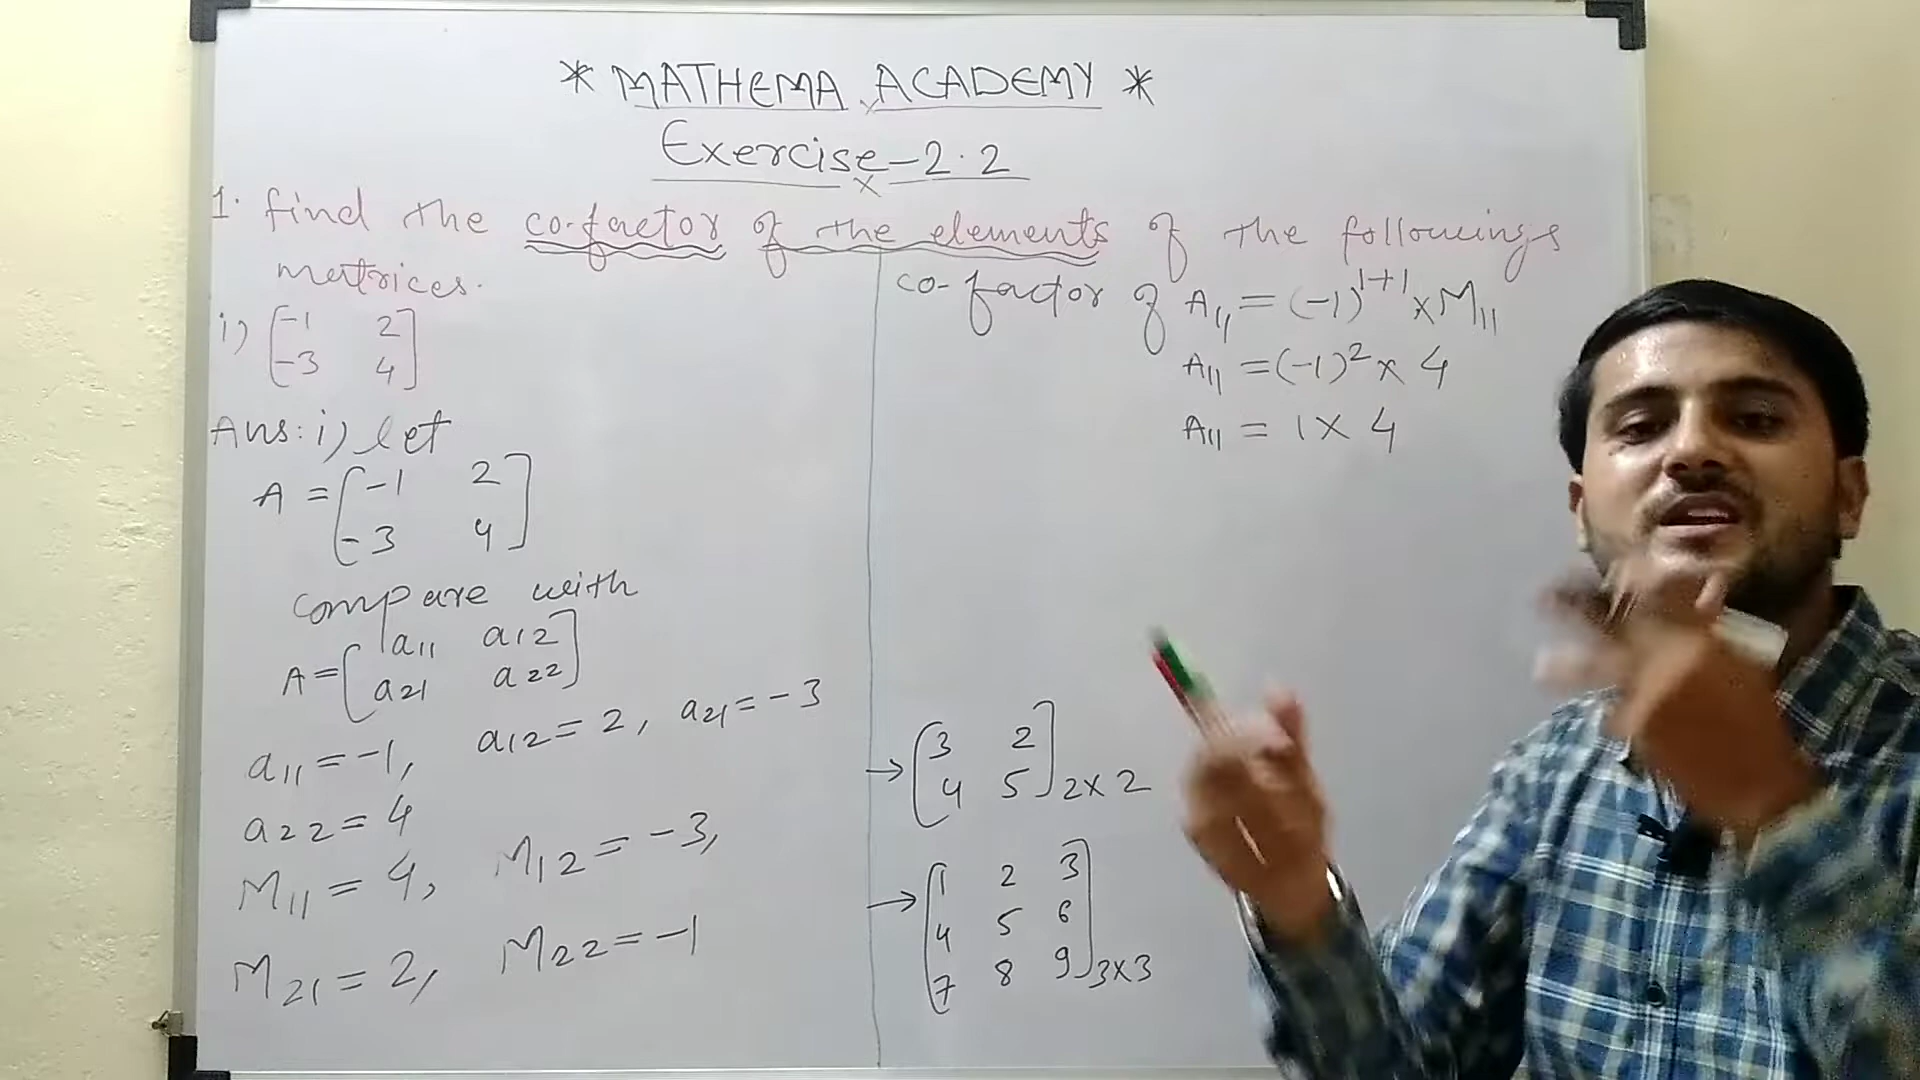 * MATHEMA ACADEMY *
Exercise-2.2
1. find the co-factor of the elements of the followings
matrices.
i) [-1 2]
[-3 4]
Ans: i) let
A = [-1 2]
[-3 4]
compare with
A = [a11 a12]
[a21 a22]
a11 = -1, a12 = 2, a21 = -3
a22 = 4
M11 = 4, M12 = -3,
M21 = 2, M22 = -1
co-factor of A11 = (-1)^1+1 x M11
A11 = (-1)^2 x 4
A11 = 1 x 4
→ [3 2]
[4 5] 2x2
→ [1 2 3]
[4 5 6]
[7 8 9] 3x3